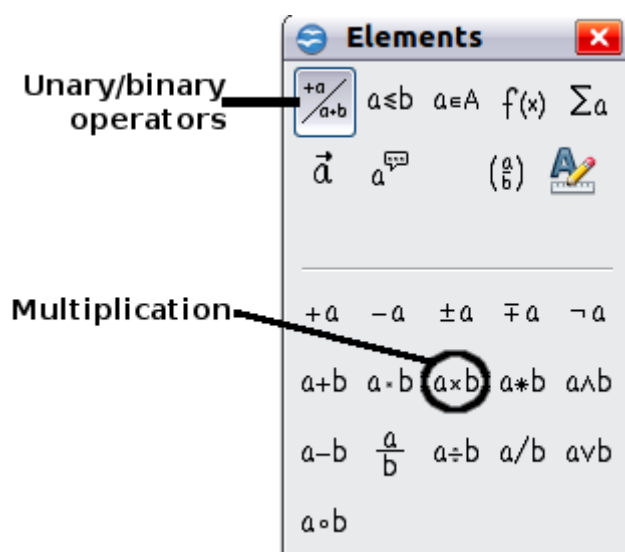 Elements
Unary/binary
operators
+a/a+b a≤b a∈A f(x) Σa
a⃗ a (a/b) A
Multiplication
+a −a ±a ∓a ¬a
a+b a·b a×b a∗b a∧b
a−b a/b a÷b a/b a∨b
a∘b